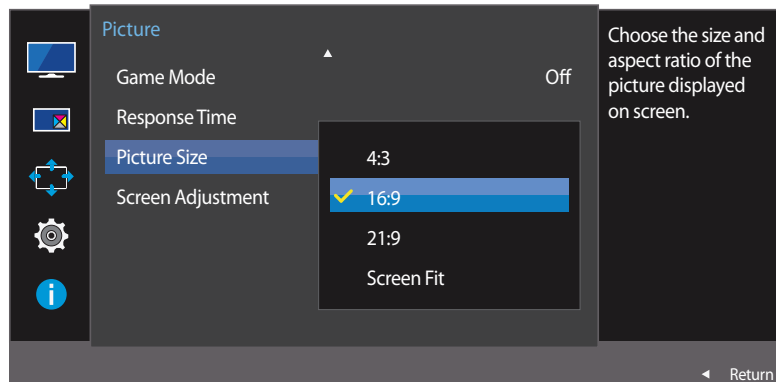 Picture
Game Mode Off
Response Time
Picture Size
Screen Adjustment
4:3
16:9
21:9
Screen Fit
Choose the size and
aspect ratio of the
picture displayed
on screen.
Return